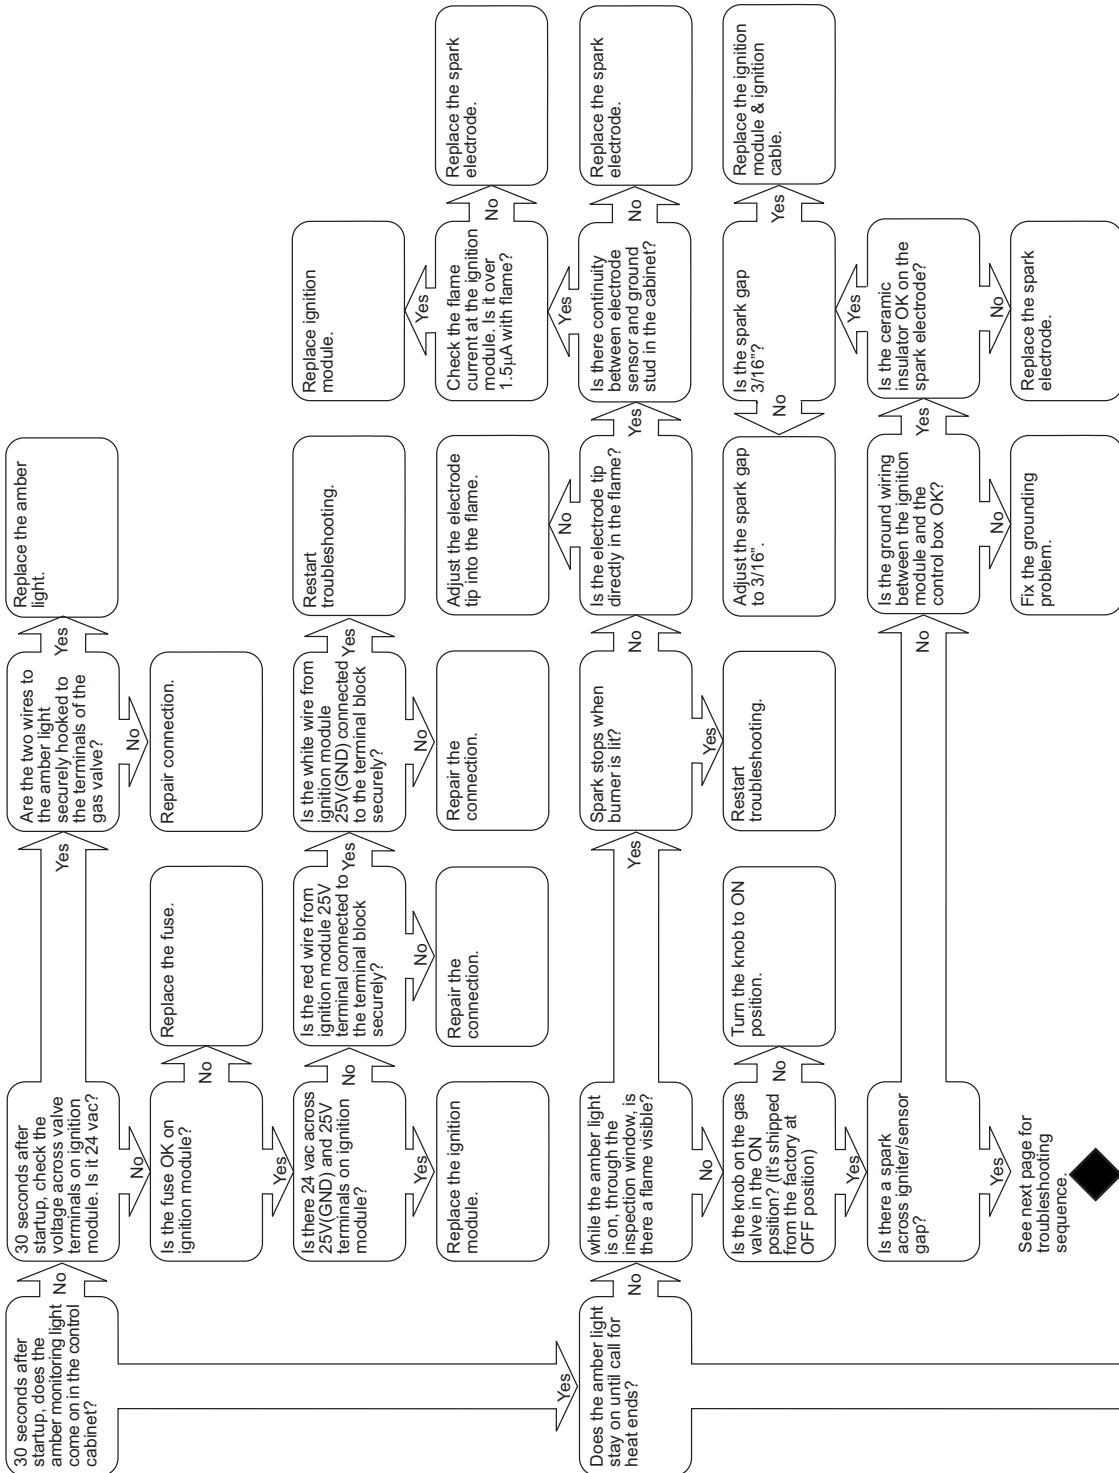 30 seconds after
startup, does the
amber monitoring light
come on in the control
cabinet?
No
30 seconds after
startup, check the
voltage across valve
terminals on ignition
module. Is it 24 vac?
Yes
Are the two wires to
the amber light
securely hooked to
the terminals of the
gas valve?
Yes
Replace the amber
light.
No
Repair connection.
No
Is the fuse OK on
ignition module?
No
Replace the fuse.
Yes
Is there 24 vac across
25V(GND) and 25V
terminals on ignition
module?
No
Is the red wire from
ignition module 25V
terminal connected to
the terminal block
securely?
Yes
Is the white wire from
ignition module
25V(GND) connected
to the terminal block
securely?
Yes
Restart
troubleshooting.
No
Repair the
connection.
No
Repair the
connection.
Yes
Replace the ignition
module.
Yes
Does the amber light
stay on until call for
heat ends?
No
while the amber light
is on, through the
inspection window, is
there a flame visible?
Yes
Spark stops when
burner is lit?
No
Is the electrode tip
directly in the flame?
Yes
Is there continuity
between electrode
sensor and ground
stud in the cabinet?
No
Replace the spark
electrode.
Yes
Check the flame
current at the ignition
module. Is it over
1.5µA with flame?
No
Replace the spark
electrode.
Yes
Replace ignition
module.
No
Adjust the electrode
tip into the flame.
Yes
Restart
troubleshooting.
No
Is the knob on the gas
valve in the ON
position? (It's shipped
from the factory at
OFF position)
No
Turn the knob to ON
position.
Yes
Is there a spark
across igniter/sensor
gap?
No
Is the ground wiring
between the ignition
module and the
control box OK?
Yes
Is the ceramic
insulator OK on the
spark electrode?
Yes
Is the spark gap
3/16"?
Yes
Replace the ignition
module & ignition
cable.
No
Adjust the spark gap
to 3/16".
No
Replace the spark
electrode.
No
Fix the grounding
problem.
Yes
See next page for
troubleshooting
sequence.